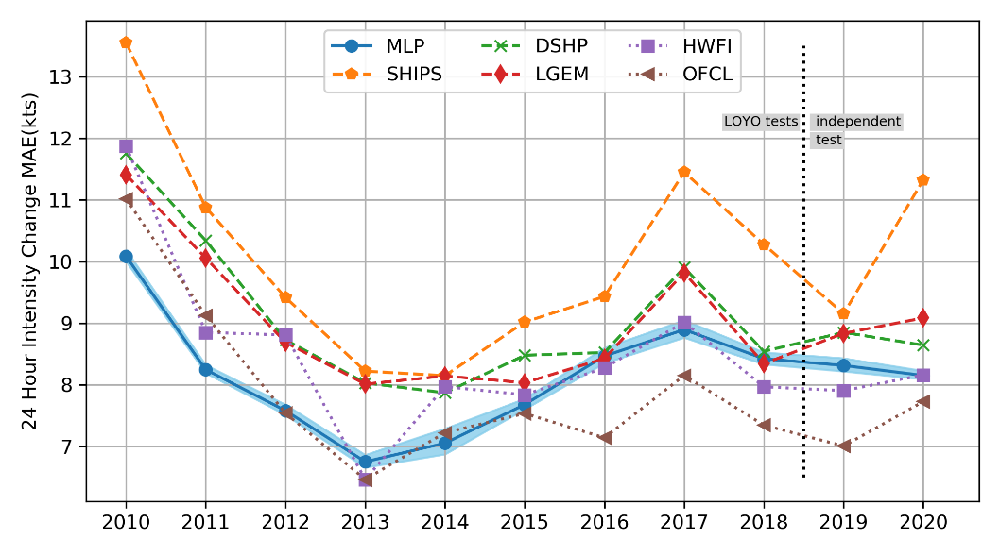 MLP DSHP HWFI
SHIPS LGEM OFCL
13
12
11
10
9
8
7
24 Hour Intensity Change MAE(kts)
LOYO tests
independent
test
2010 2011 2012 2013 2014 2015 2016 2017 2018 2019 2020